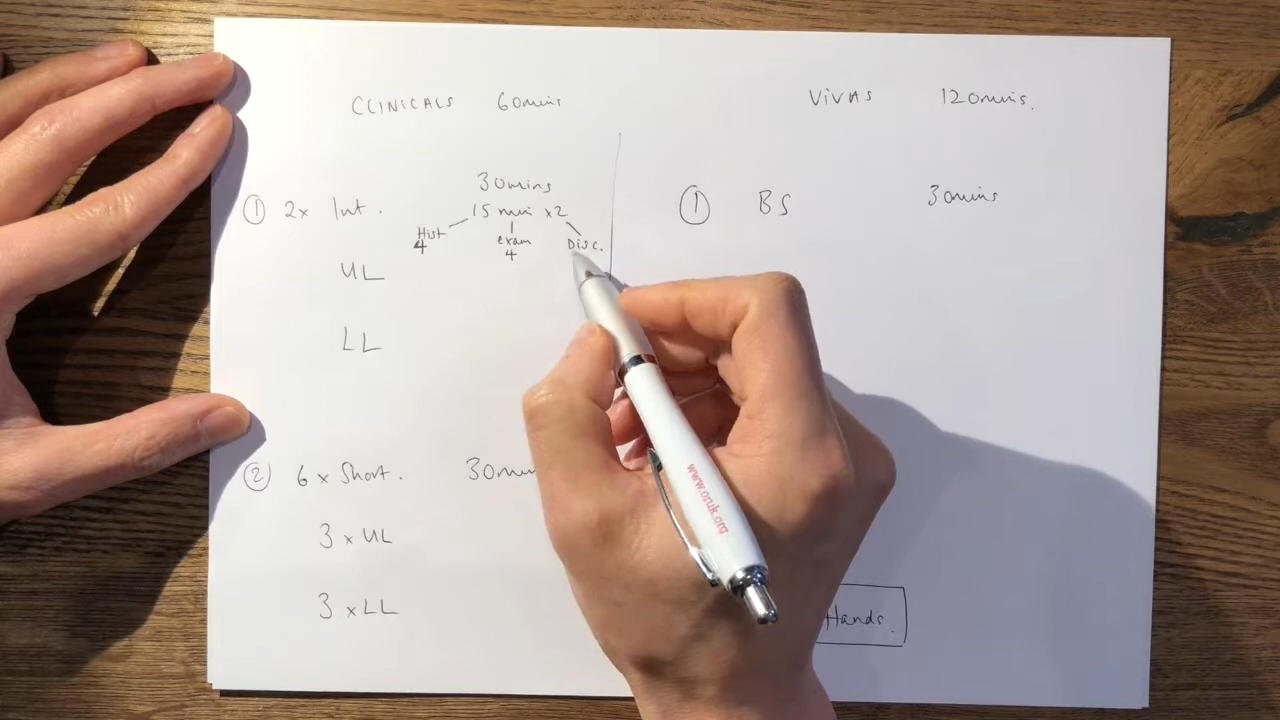 CLINICALS 60mins
VIVAS 120mins.
30mins
① 2x Int. 15 min x2
Hist exam Disc.
4 4
UL
LL
① BS 30mins
② 6 x Short. 30min
3 x UL
3 x LL
Hands.
www.oruk.org